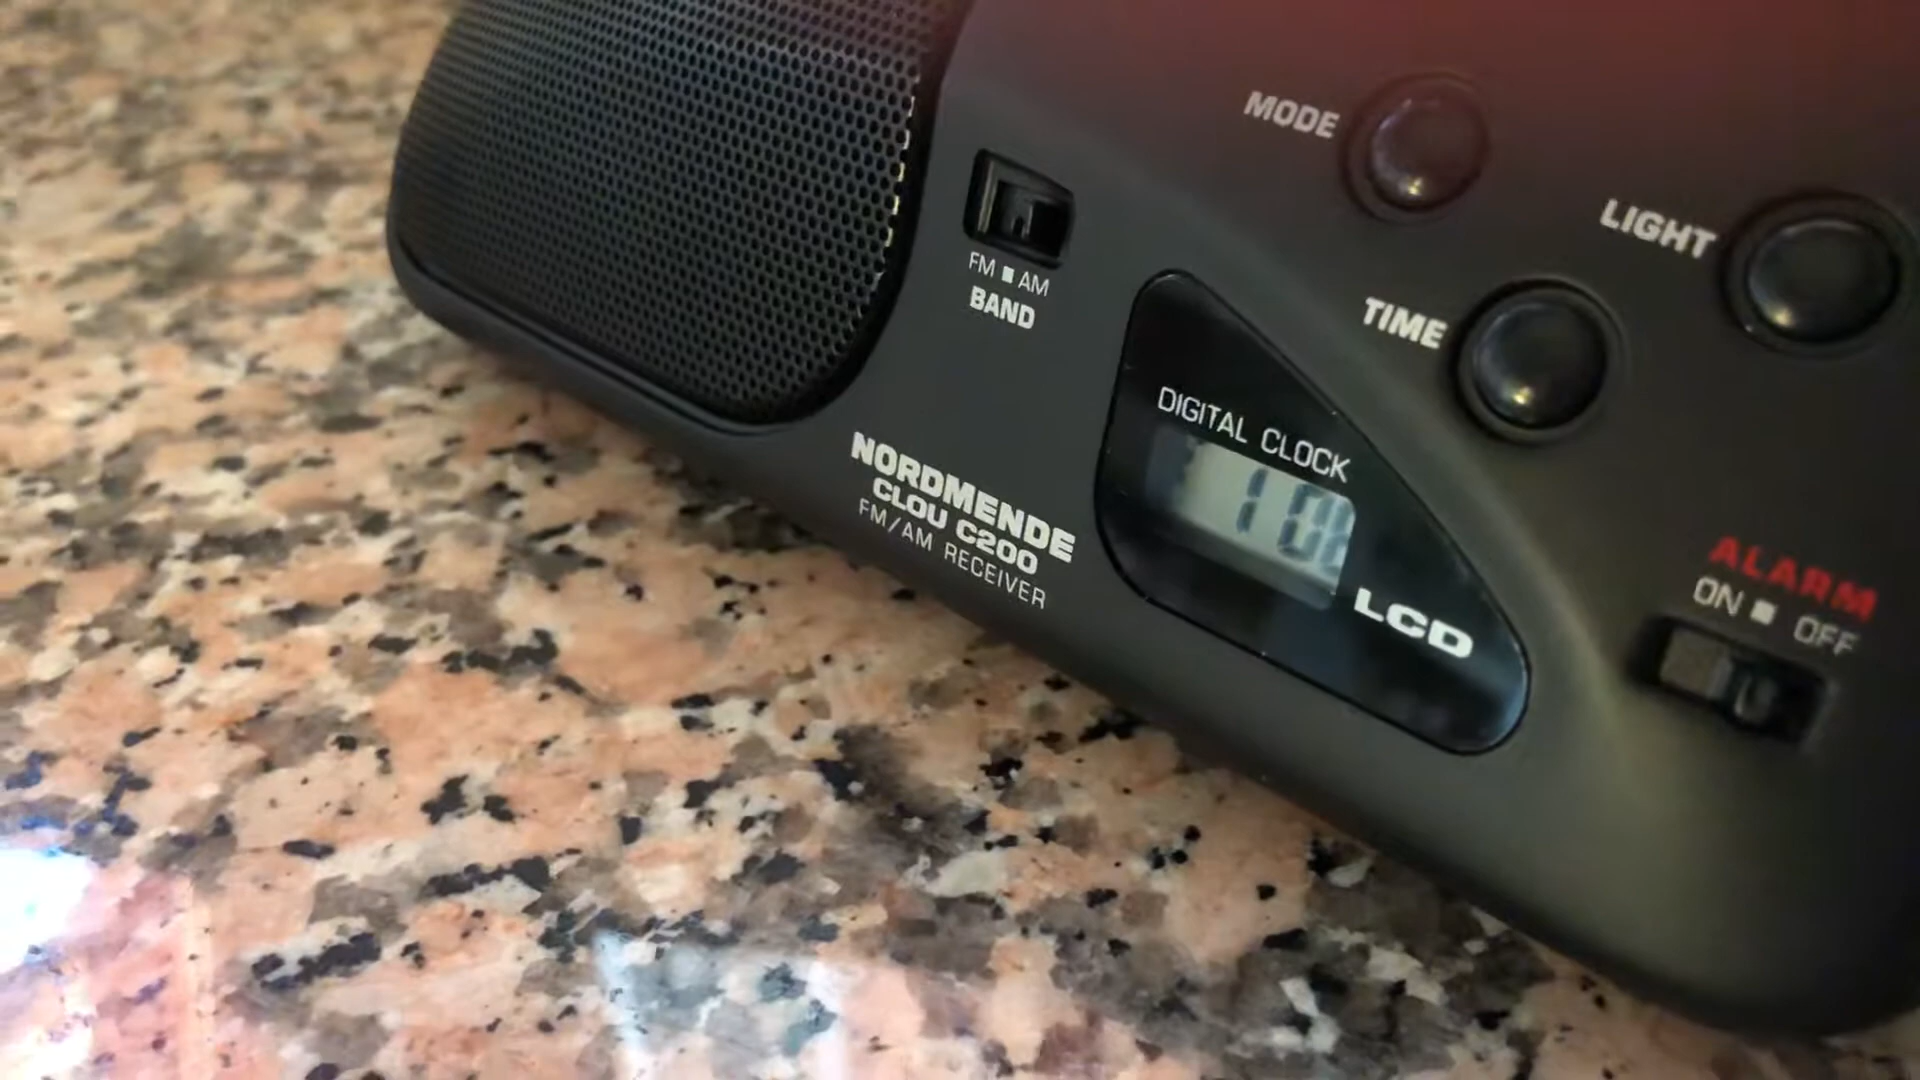 MODE
LIGHT
FM ■ AM
BAND
TIME
DIGITAL CLOCK
NORDMENDE
CLOU C200
FM/AM RECEIVER
LCD
ALARM
ON ■ OFF